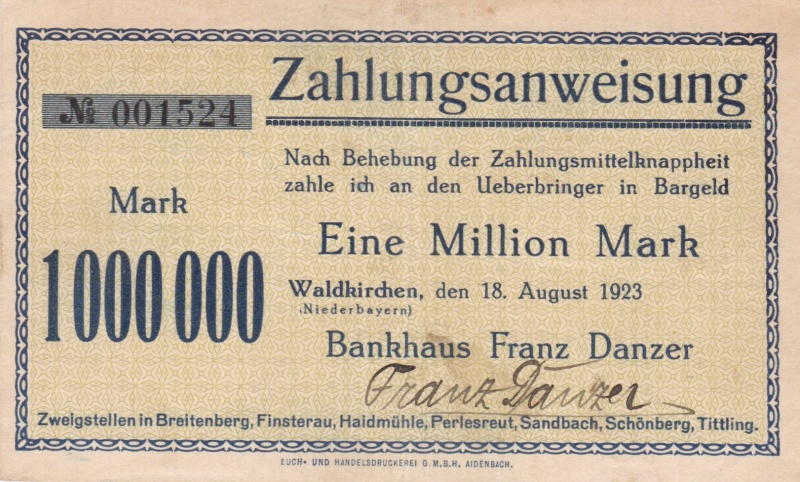 № 001524
Zahlungsanweisung
Nach Behebung der Zahlungsmittelknappheit
zahle ich an den Ueberbringer in Bargeld
Mark
1000000
Eine Million Mark
Waldkirchen, den 18. August 1923
(Niederbayern)
Bankhaus Franz Danzer
Franz Danzer
Zweigstellen in Breitenberg, Finsterau, Haidmühle, Perlesreut, Sandbach, Schönberg, Tittling.
BUCH- UND HANDELSDRUCKEREI G.M.B.H. AIDENBACH.